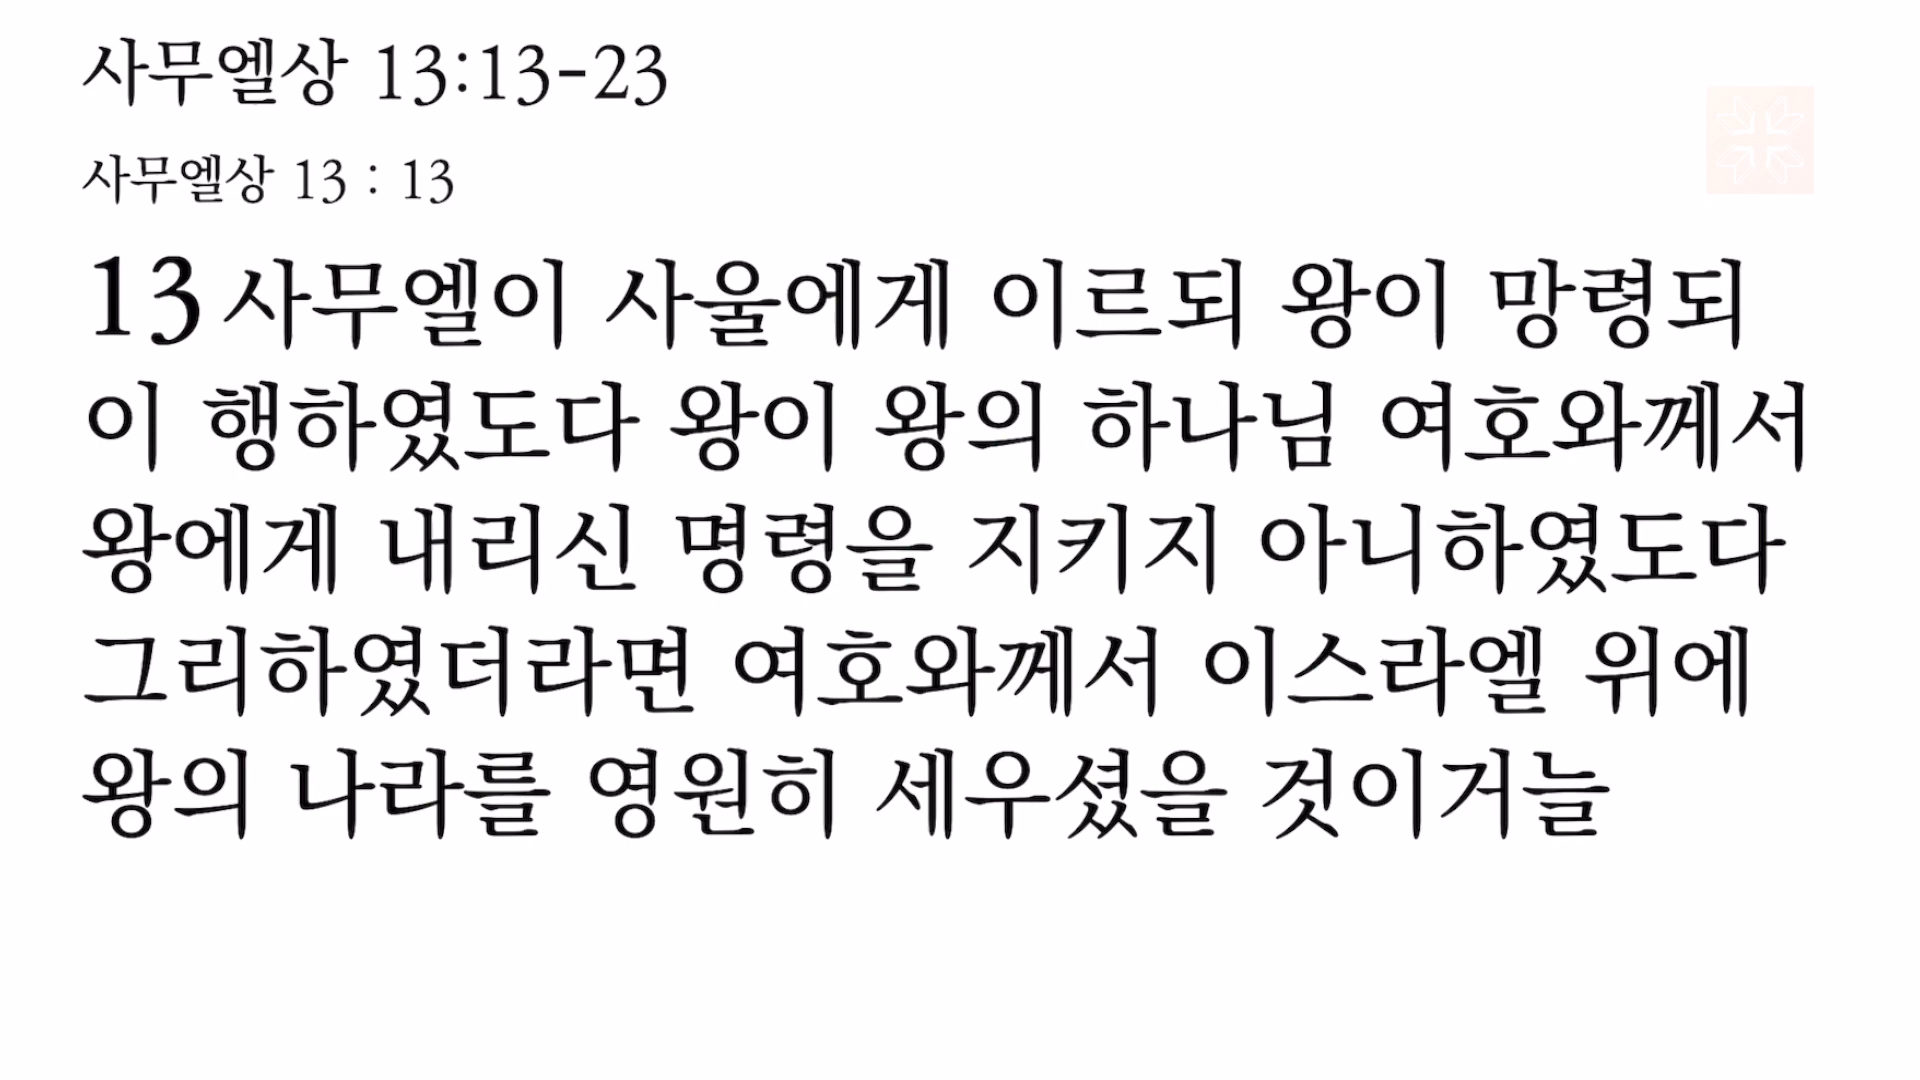 사무엘상 13:13-23
사무엘상 13 : 13
13 사무엘이 사울에게 이르되 왕이 망령되
이 행하였도다 왕이 왕의 하나님 여호와께서
왕에게 내리신 명령을 지키지 아니하였도다
그리하였더라면 여호와께서 이스라엘 위에
왕의 나라를 영원히 세우셨을 것이거늘